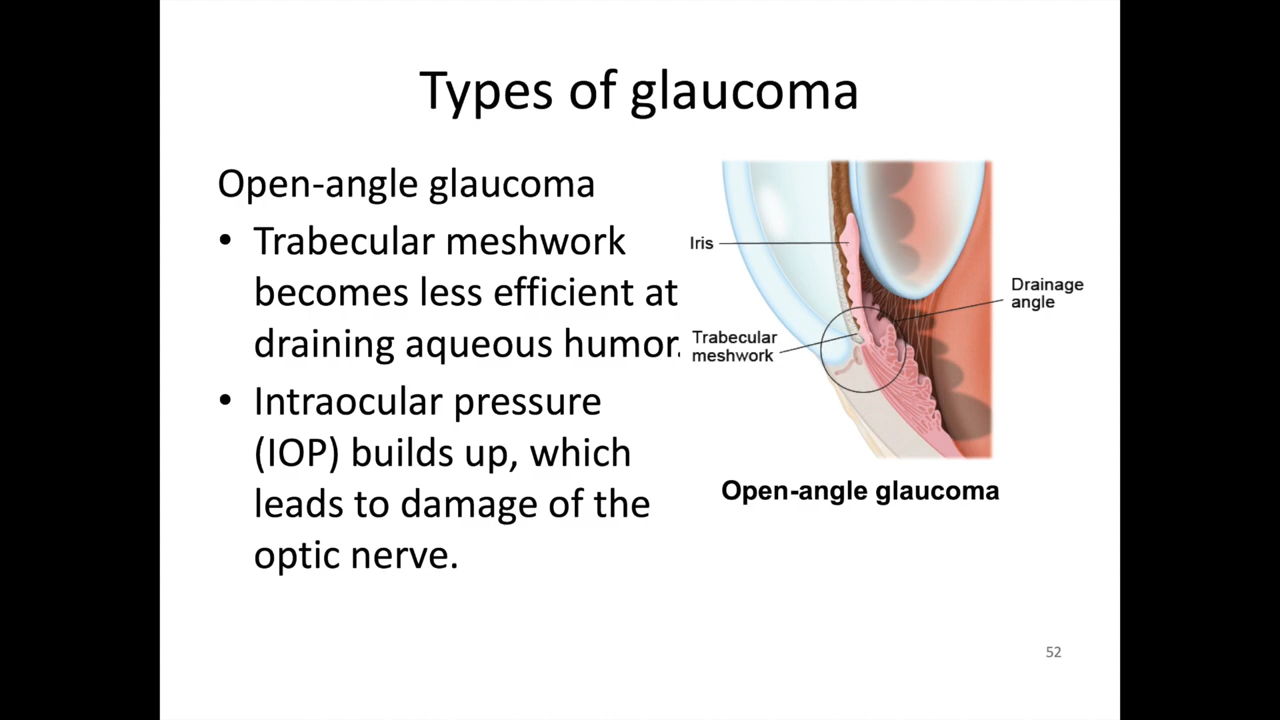 Types of glaucoma
Open-angle glaucoma
• Trabecular meshwork
becomes less efficient at
draining aqueous humor.
• Intraocular pressure
(IOP) builds up, which
leads to damage of the
optic nerve.
Iris
Drainage
angle
Trabecular
meshwork
Open-angle glaucoma
52